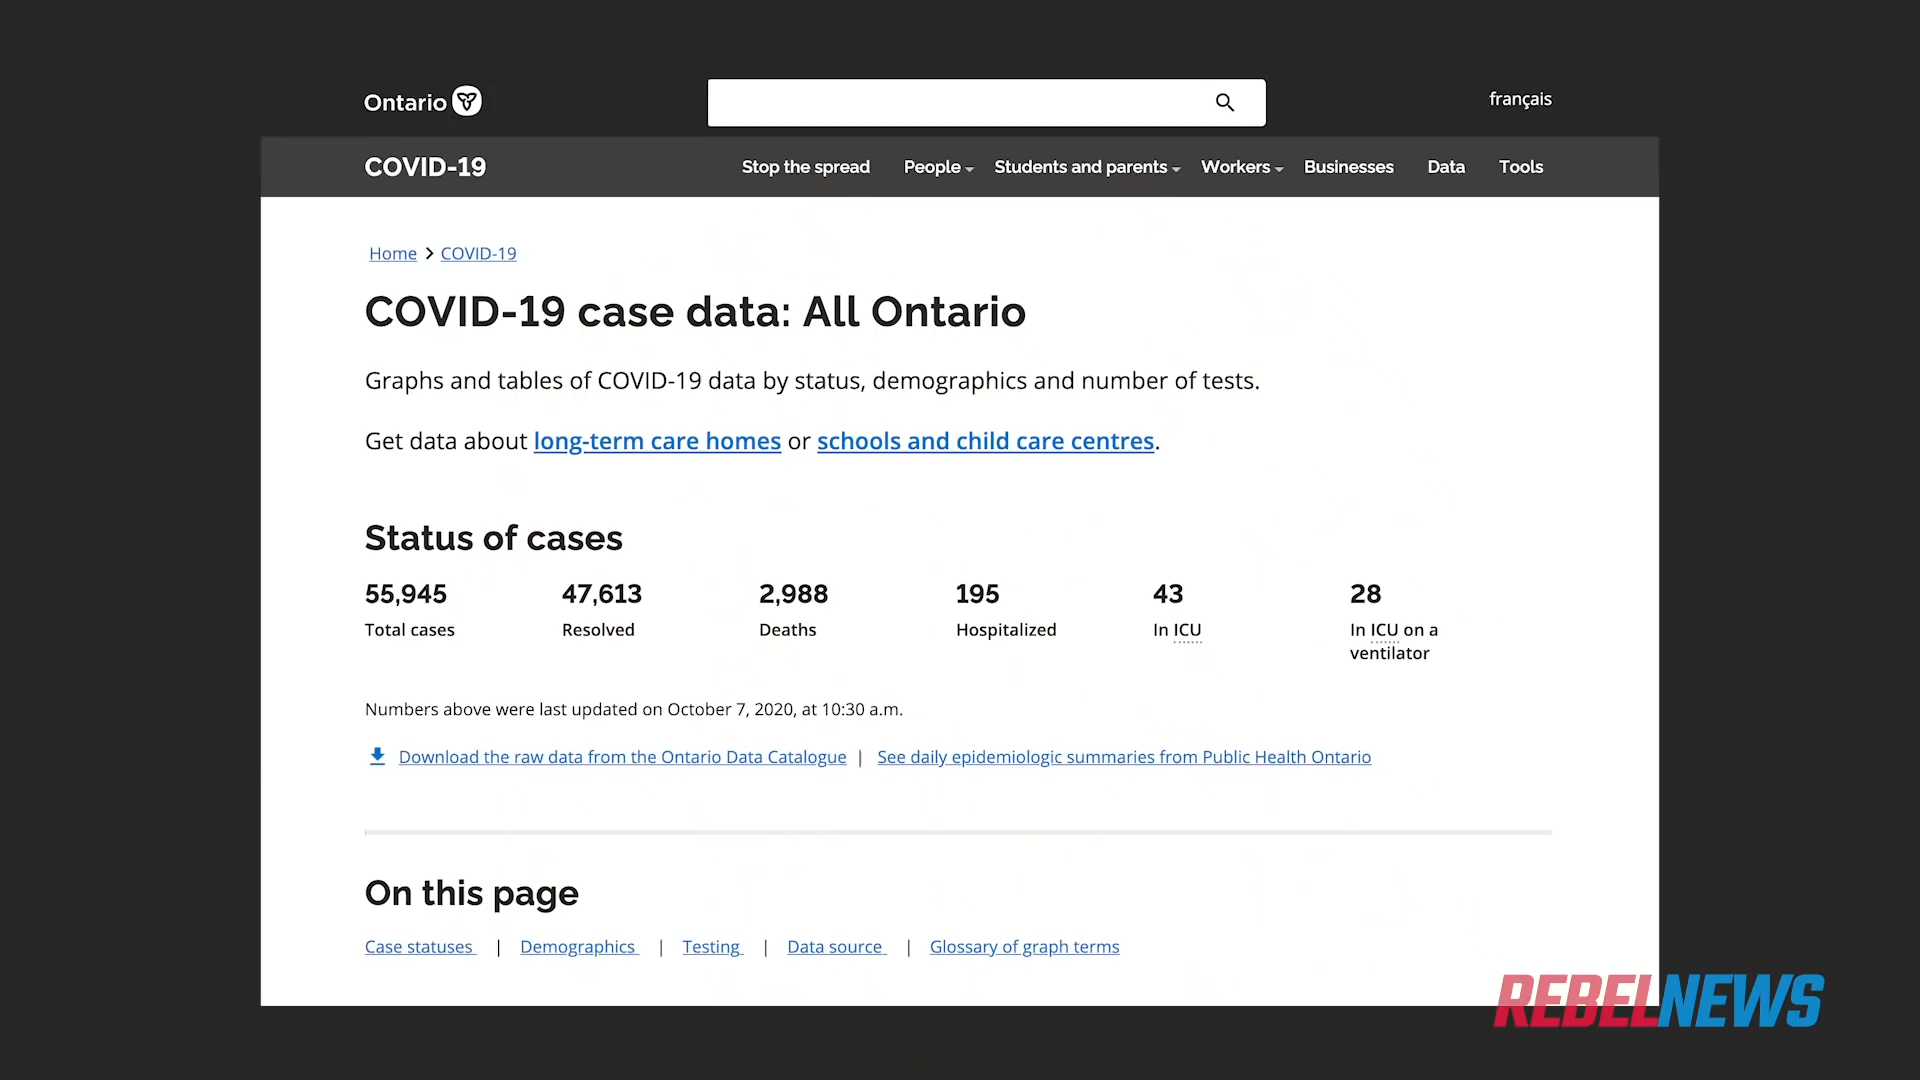 Ontario
français
COVID-19 Stop the spread People Students and parents Workers Businesses Data Tools
Home > COVID-19
COVID-19 case data: All Ontario
Graphs and tables of COVID-19 data by status, demographics and number of tests.
Get data about long-term care homes or schools and child care centres.
Status of cases
55,945 47,613 2,988 195 43 28
Total cases Resolved Deaths Hospitalized In ICU In ICU on a
ventilator
Numbers above were last updated on October 7, 2020, at 10:30 a.m.
Download the raw data from the Ontario Data Catalogue | See daily epidemiologic summaries from Public Health Ontario
On this page
Case statuses | Demographics | Testing | Data source | Glossary of graph terms
REBELNEWS